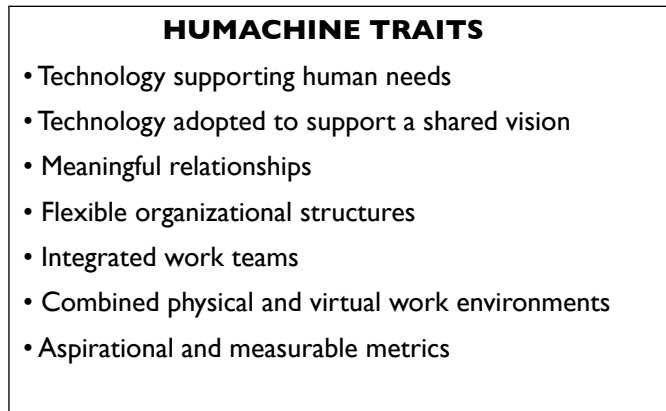 HUMACHINE TRAITS
• Technology supporting human needs
• Technology adopted to support a shared vision
• Meaningful relationships
• Flexible organizational structures
• Integrated work teams
• Combined physical and virtual work environments
• Aspirational and measurable metrics